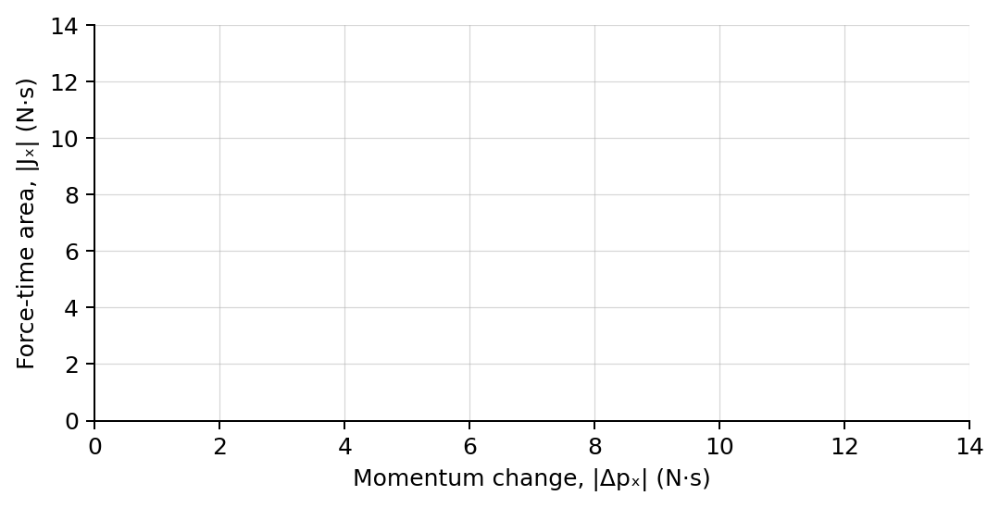 14
12
10
8
6
4
2
0
Force-time area, |Jₓ| (N·s)
0 2 4 6 8 10 12 14
Momentum change, |Δpₓ| (N·s)